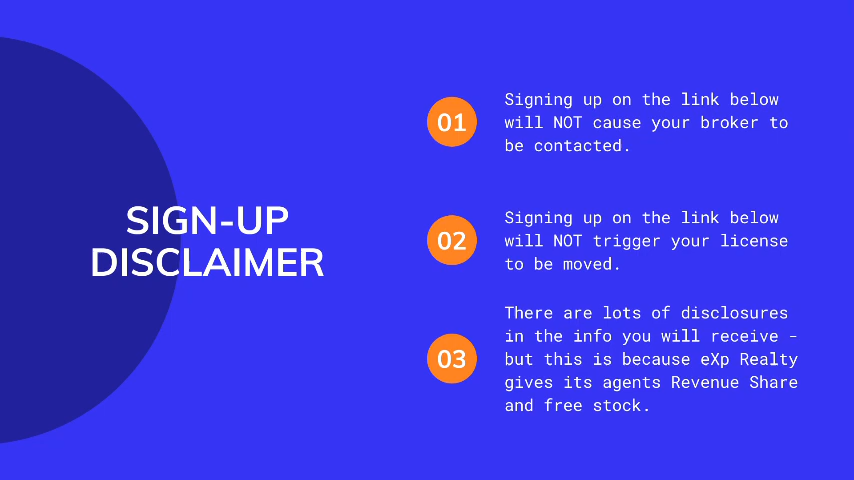 SIGN-UP
DISCLAIMER
01
Signing up on the link below
will NOT cause your broker to
be contacted.
02
Signing up on the link below
will NOT trigger your license
to be moved.
03
There are lots of disclosures
in the info you will receive -
but this is because eXp Realty
gives its agents Revenue Share
and free stock.